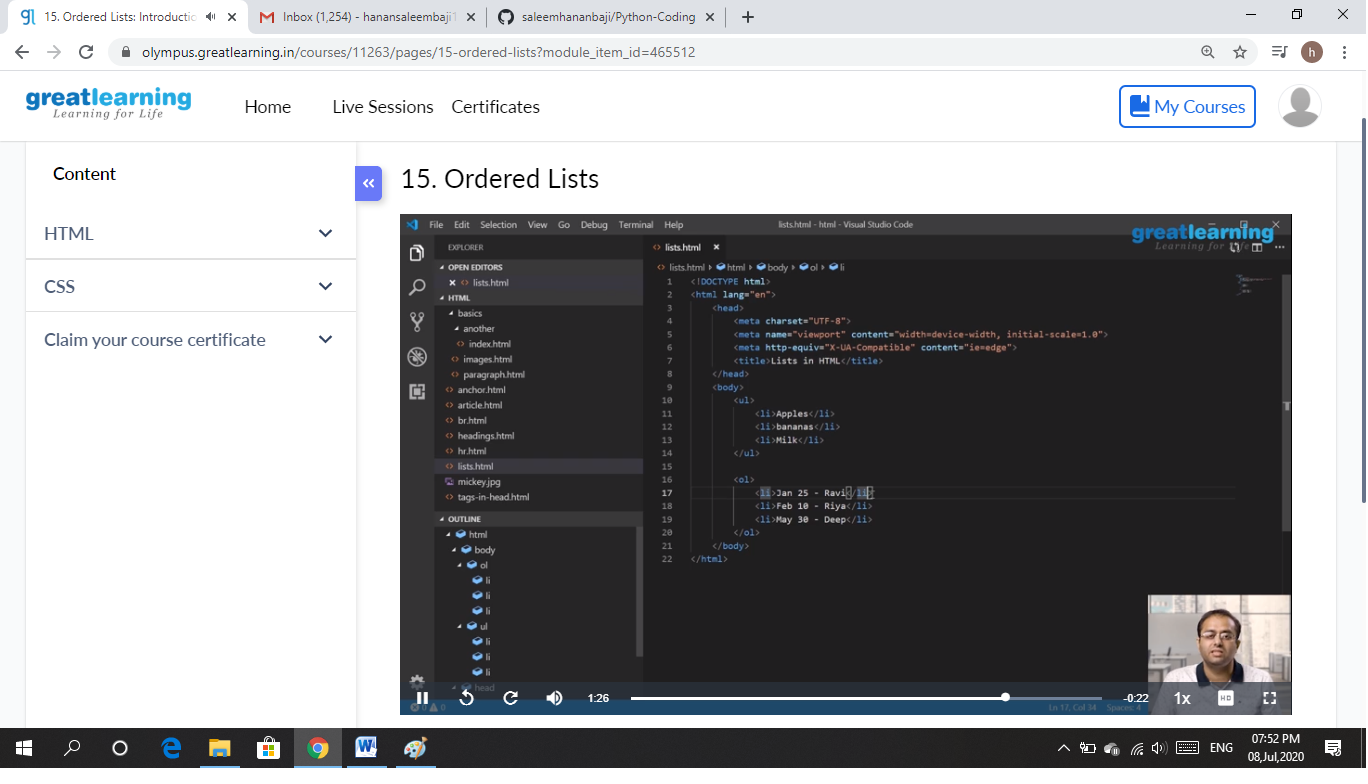 15. Ordered Lists: Introductio
Inbox (1,254) - hanansaleembaji1
saleemhananbaji/Python-Coding
olympus.greatlearning.in/courses/11263/pages/15-ordered-lists?module_item_id=465512
h
greatlearning
Learning for Life
Home
Live Sessions
Certificates
My Courses
Content
HTML
CSS
Claim your course certificate
15. Ordered Lists
File Edit Selection View Go Debug Terminal Help
lists.html - html - Visual Studio Code
greatlearning
Learning for Life
EXPLORER
OPEN EDITORS
lists.html
HTML
basics
another
index.html
images.html
paragraph.html
anchor.html
article.html
br.html
headings.html
hr.html
lists.html
mickey.jpg
tags-in-head.html
OUTLINE
html
body
ol
li
li
li
ul
li
li
li
head
0 0
lists.html
lists.html html body ol li
1 <!DOCTYPE html>
2 <html lang="en">
3 <head>
4 <meta charset="UTF-8">
5 <meta name="viewport" content="width=device-width, initial-scale=1.0">
6 <meta http-equiv="X-UA-Compatible" content="ie=edge">
7 <title>Lists in HTML</title>
8 </head>
9 <body>
10 <ul>
11 <li>Apples</li>
12 <li>bananas</li>
13 <li>Milk</li>
14 </ul>
15
16 <ol>
17 <li>Jan 25 - Ravi</li>
18 <li>Feb 10 - Riya</li>
19 <li>May 30 - Deep</li>
20 </ol>
21 </body>
22 </html>
Ln 17, Col 34 Spaces: 4
1:26
-0:22
1x
HD
ENG
07:52 PM
08,Jul,2020